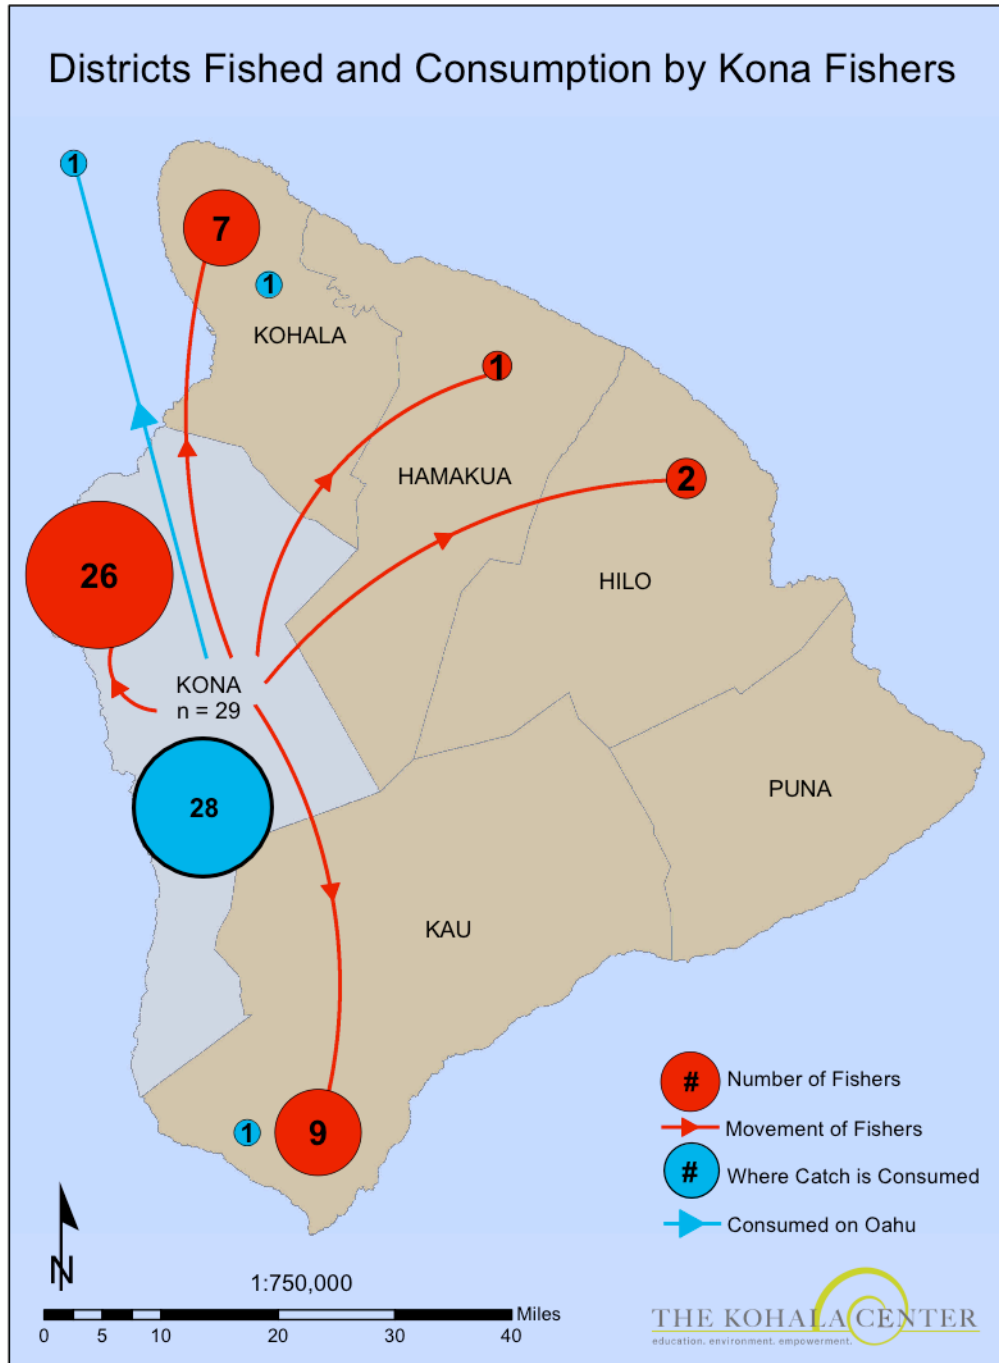 Districts Fished and Consumption by Kona Fishers
1
7
1
KOHALA
1
HAMAKUA
2
26
HILO
KONA
n = 29
28
PUNA
KAU
1
9
# Number of Fishers
Movement of Fishers
# Where Catch is Consumed
Consumed on Oahu
N
1:750,000
Miles
0 5 10 20 30 40
THE KOHALA CENTER
education. environment. empowerment.